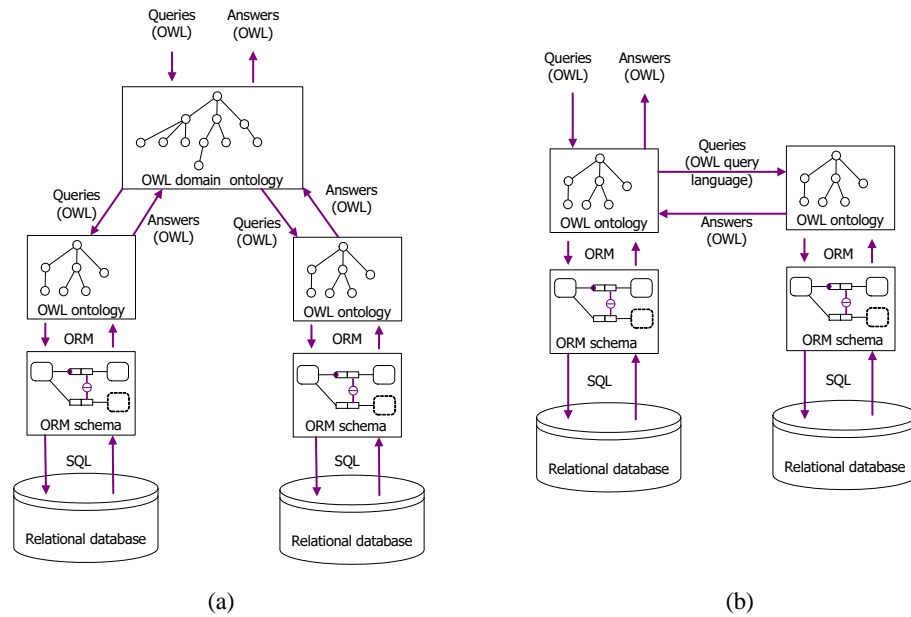 Queries
(OWL)
Answers
(OWL)
OWL domain ontology
Queries
(OWL)
Answers
(OWL)
Queries
(OWL)
Answers
(OWL)
OWL ontology
OWL ontology
ORM
ORM
ORM schema
ORM schema
SQL
SQL
Relational database
Relational database
(a)
Queries
(OWL)
Answers
(OWL)
Queries
(OWL query
language)
OWL ontology
OWL ontology
Answers
(OWL)
ORM
ORM
ORM schema
ORM schema
SQL
SQL
Relational database
Relational database
(b)